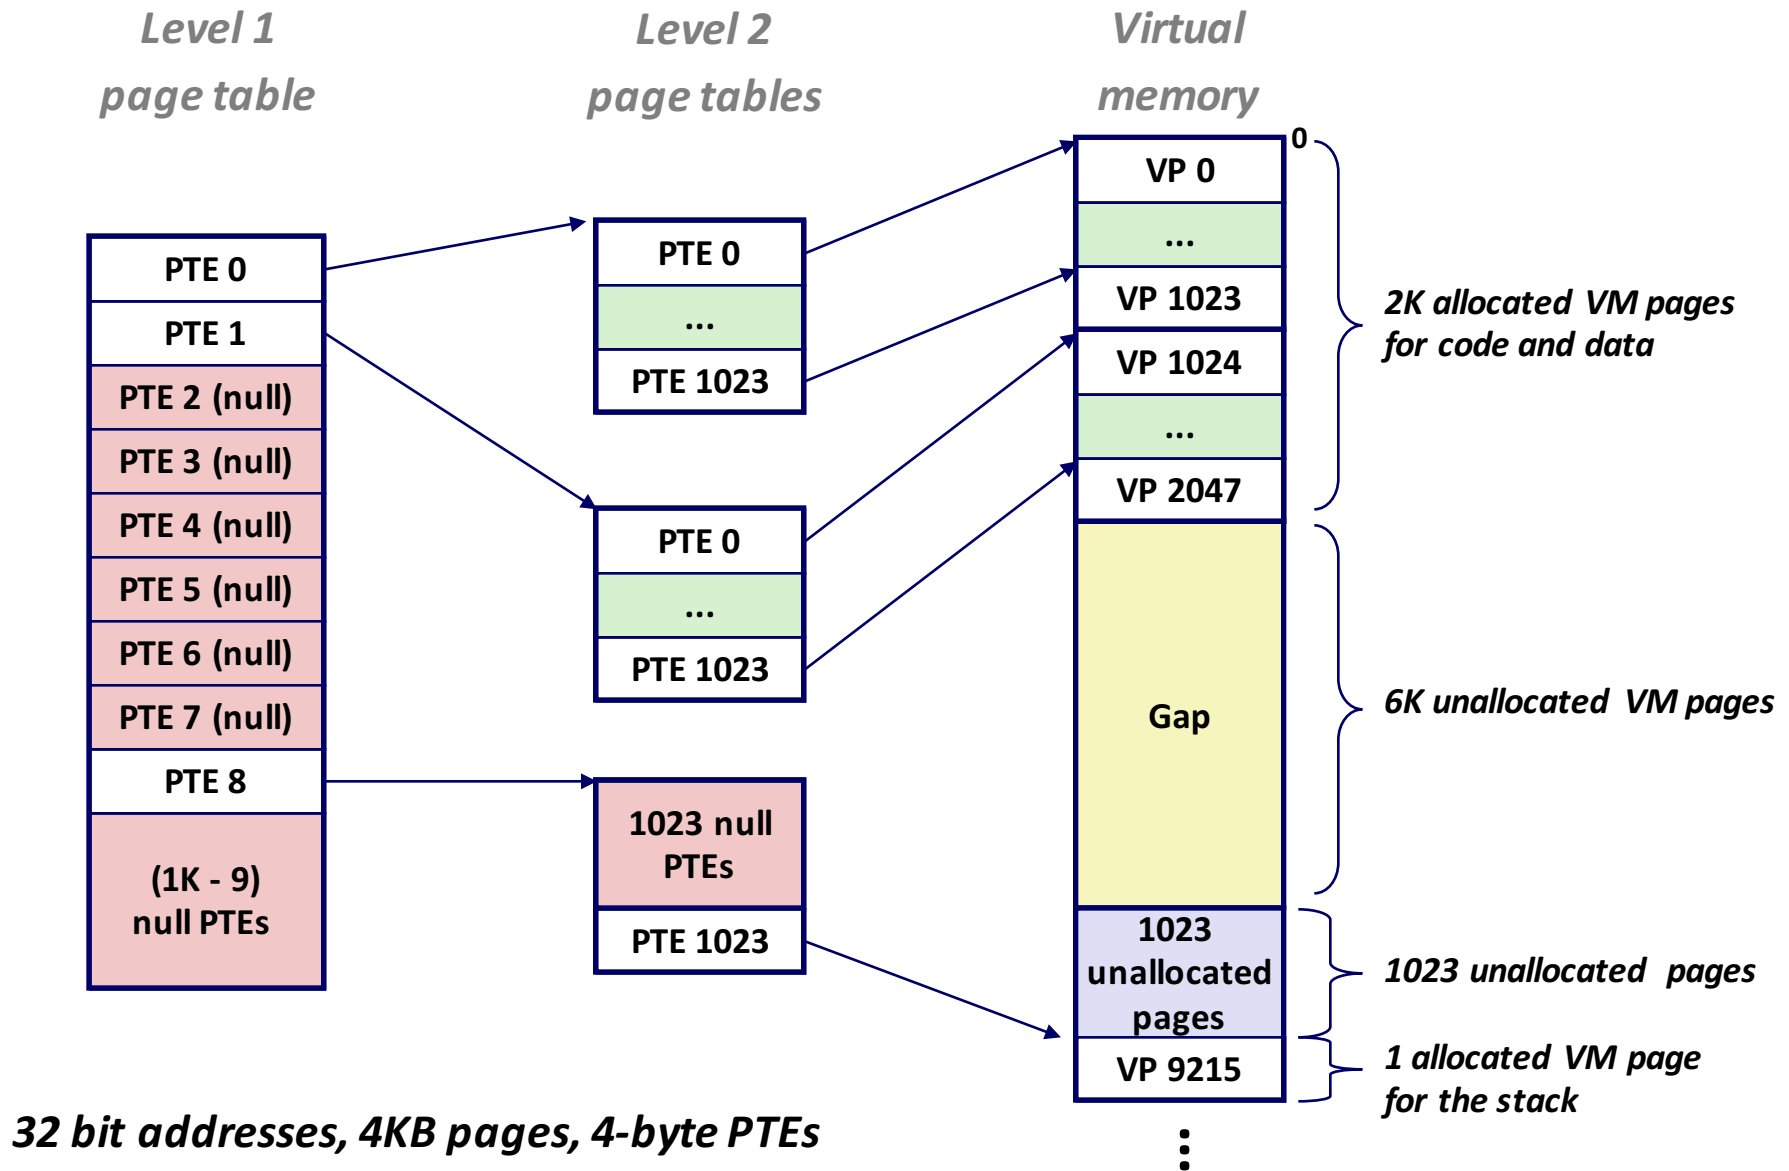 Level 1
page table
Level 2
page tables
Virtual
memory
PTE 0
PTE 1
PTE 2 (null)
PTE 3 (null)
PTE 4 (null)
PTE 5 (null)
PTE 6 (null)
PTE 7 (null)
PTE 8
(1K - 9)
null PTEs
PTE 0
...
PTE 1023
PTE 0
...
PTE 1023
1023 null
PTEs
PTE 1023
0
VP 0
...
VP 1023
VP 1024
...
VP 2047
Gap
1023
unallocated
pages
VP 9215
2K allocated VM pages
for code and data
6K unallocated VM pages
1023 unallocated pages
1 allocated VM page
for the stack
32 bit addresses, 4KB pages, 4-byte PTEs